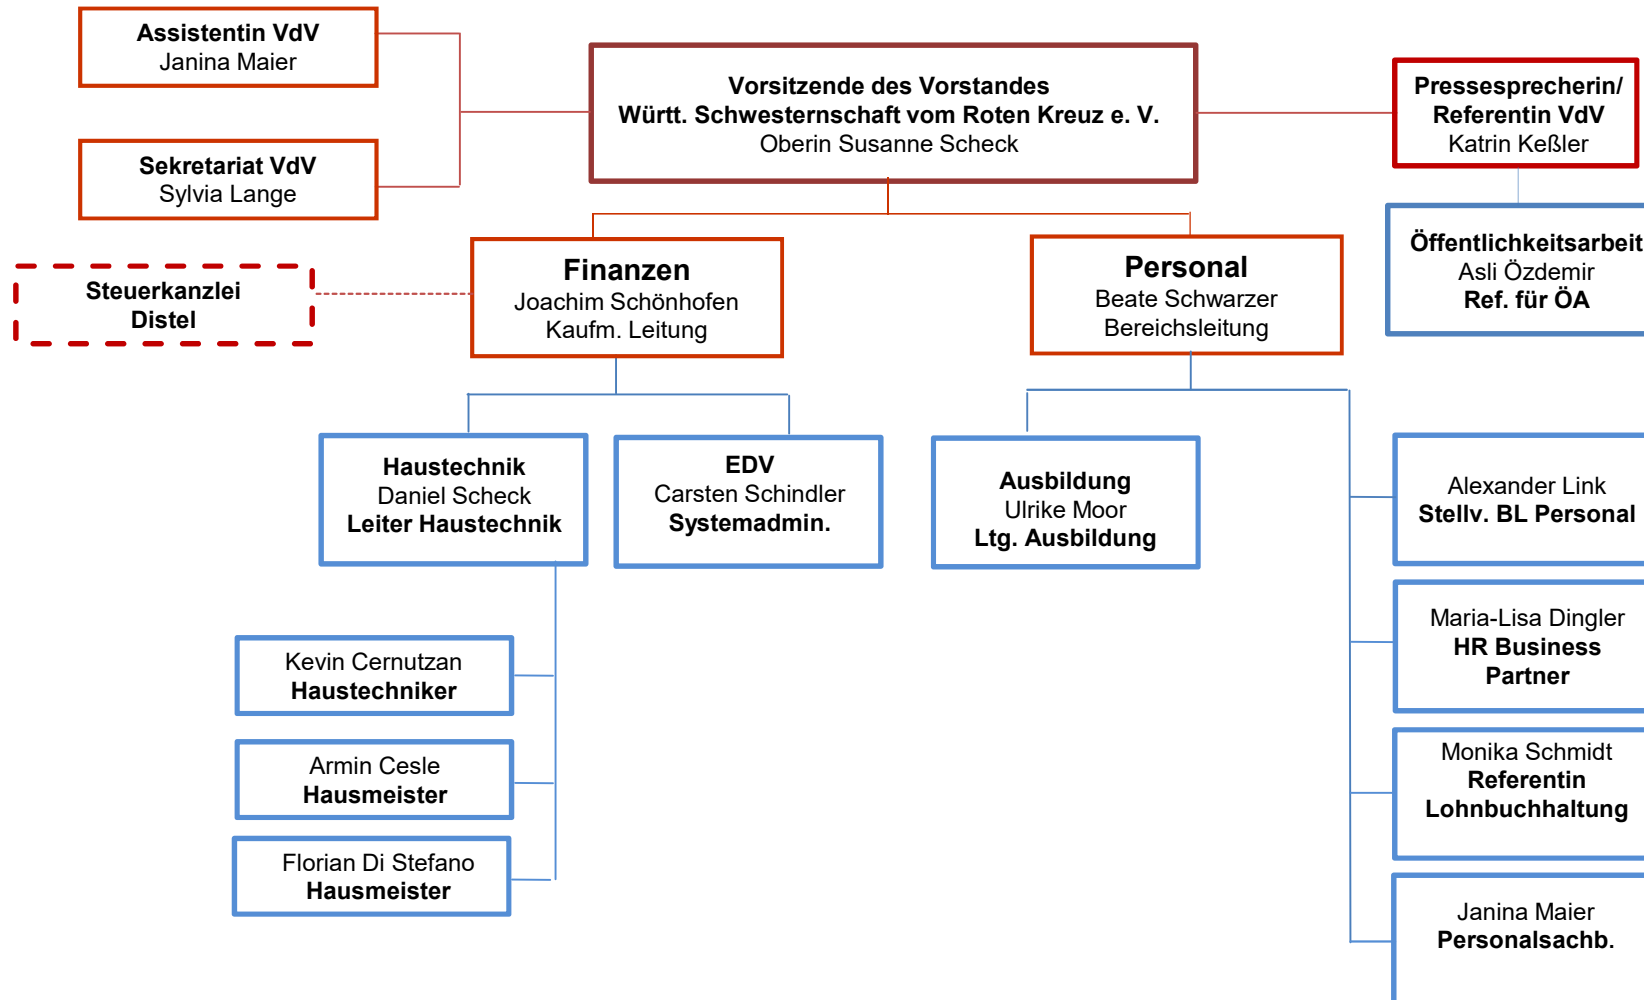 Assistentin VdV
Janina Maier
Vorsitzende des Vorstandes
Württ. Schwesternschaft vom Roten Kreuz e. V.
Oberin Susanne Scheck
Pressesprecherin/
Referentin VdV
Katrin Keßler
Sekretariat VdV
Sylvia Lange
Öffentlichkeitsarbeit
Asli Özdemir
Ref. für ÖA
Steuerkanzlei
Distel
Finanzen
Joachim Schönhofen
Kaufm. Leitung
Personal
Beate Schwarzer
Bereichsleitung
Haustechnik
Daniel Scheck
Leiter Haustechnik
EDV
Carsten Schindler
Systemadmin.
Ausbildung
Ulrike Moor
Ltg. Ausbildung
Alexander Link
Stellv. BL Personal
Kevin Cernutzan
Haustechniker
Maria-Lisa Dingler
HR Business
Partner
Armin Cesle
Hausmeister
Monika Schmidt
Referentin
Lohnbuchhaltung
Florian Di Stefano
Hausmeister
Janina Maier
Personalsachb.